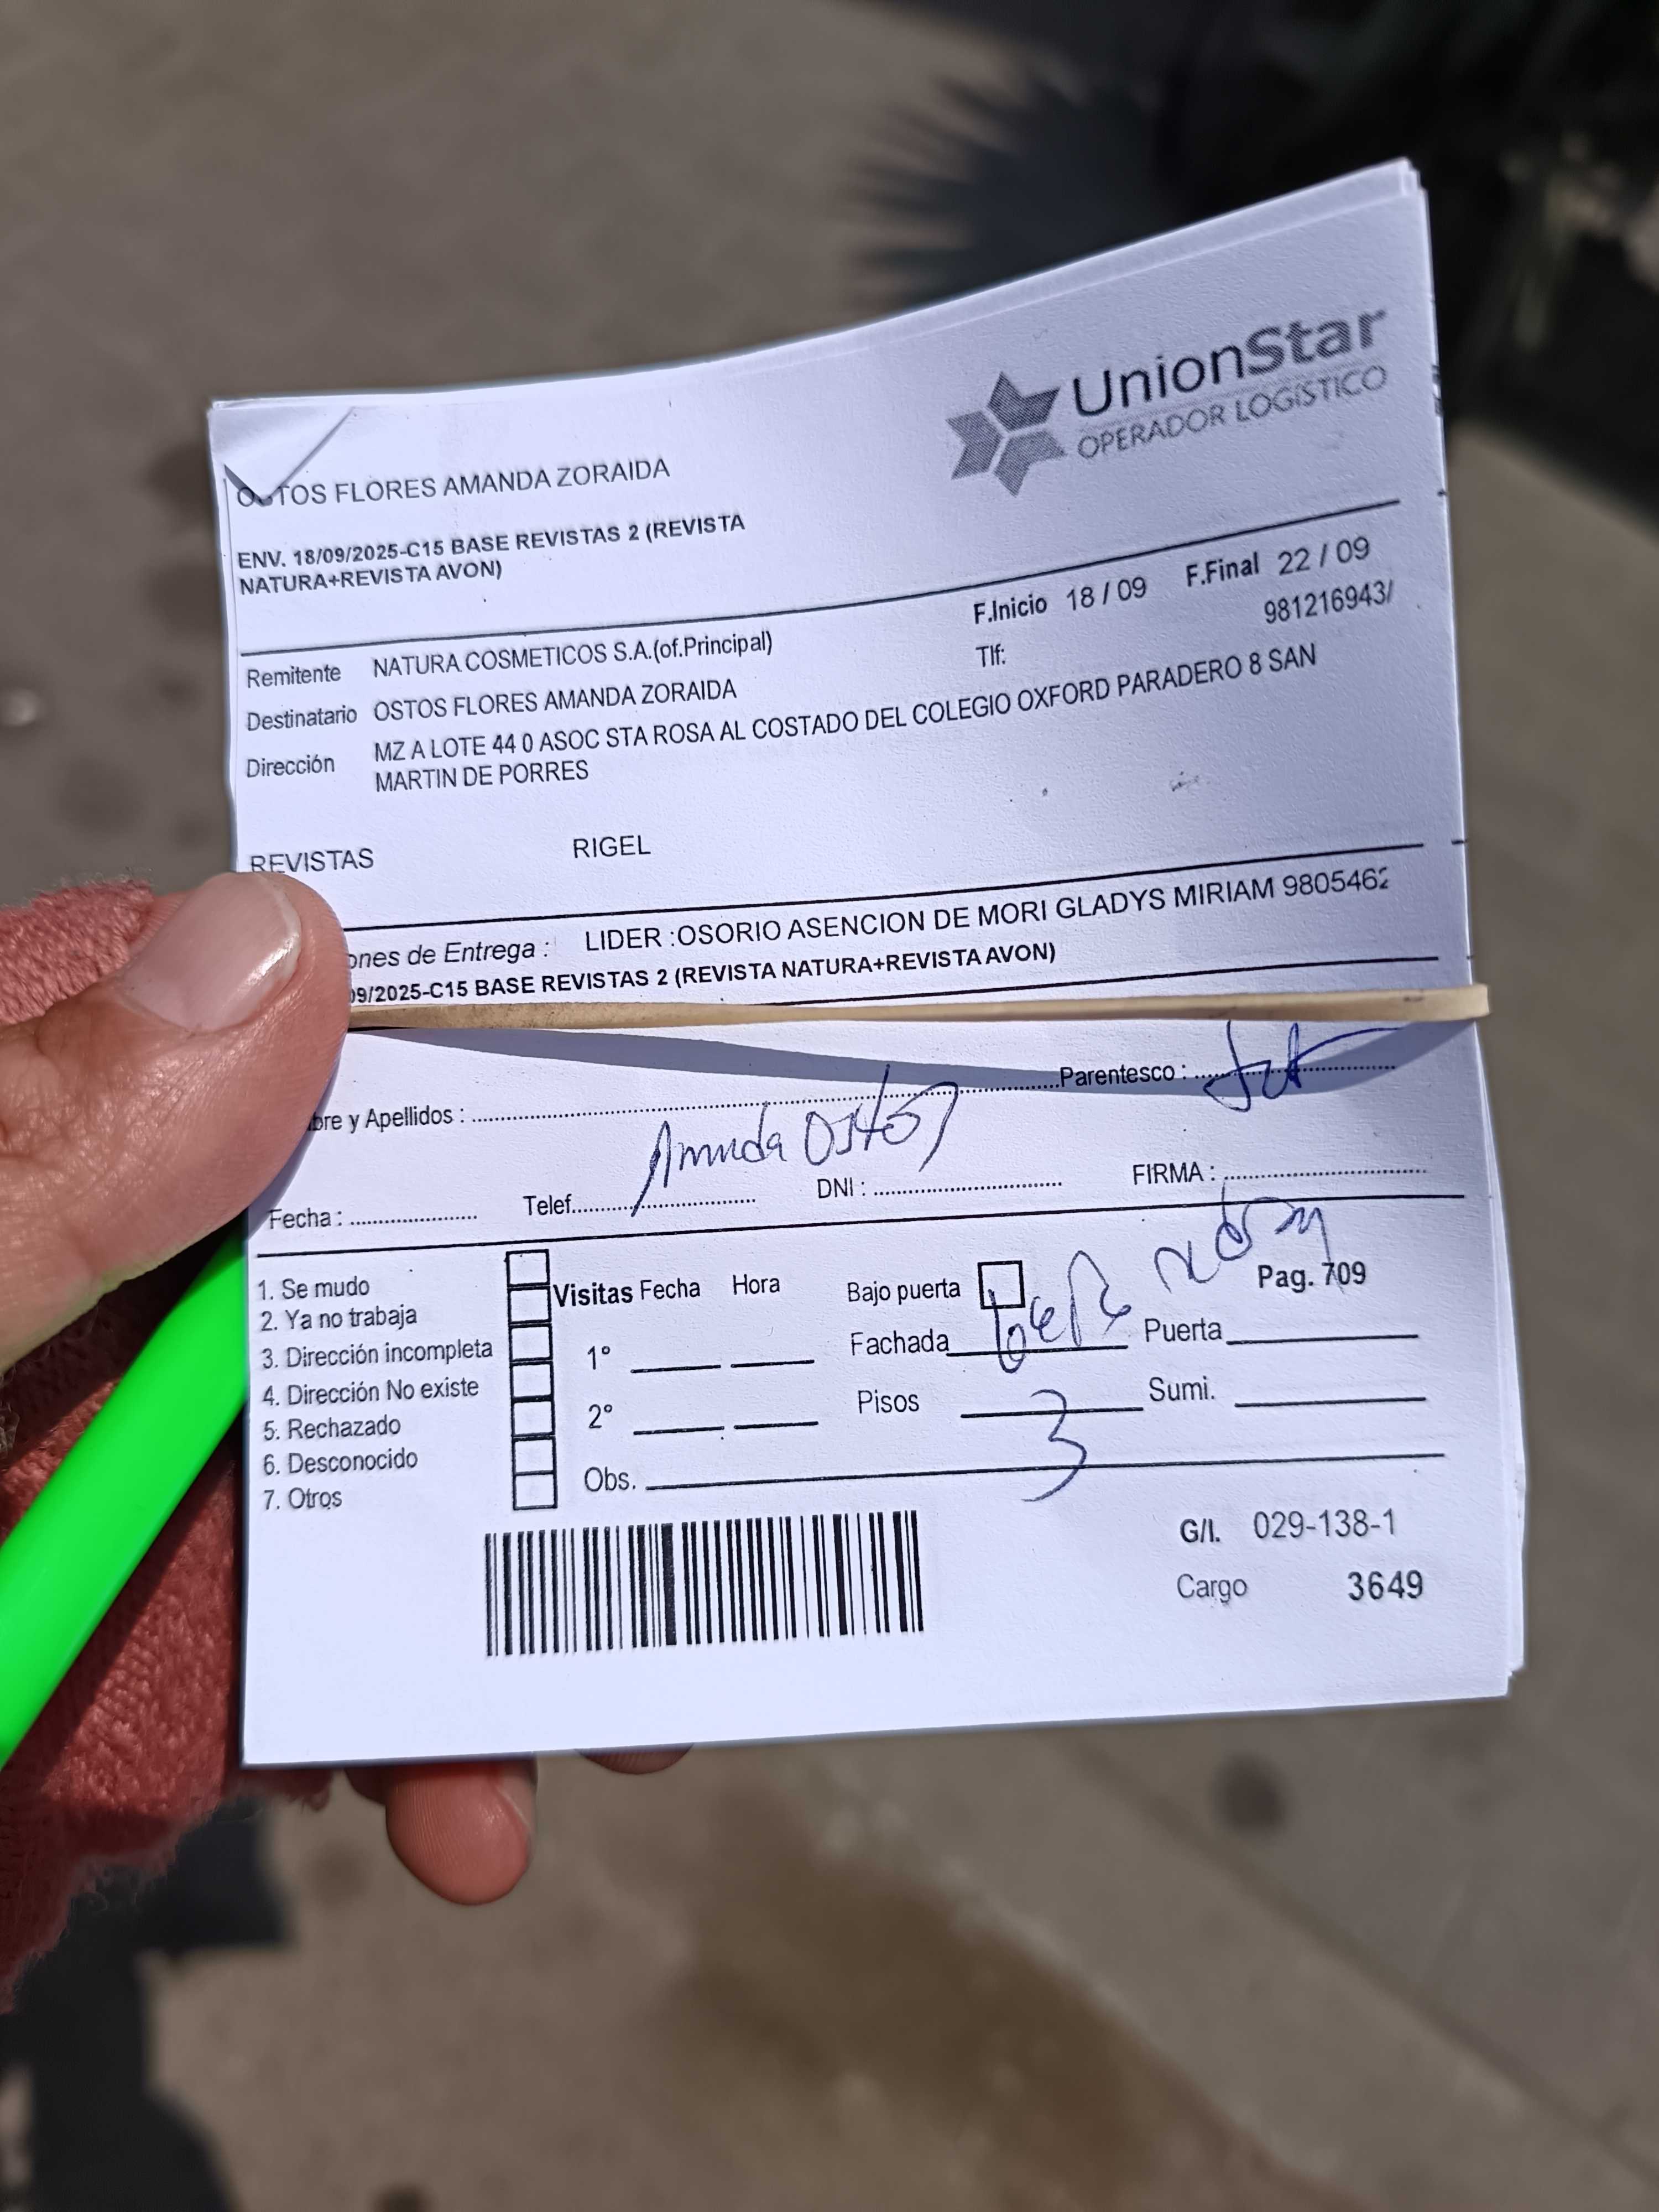 UnionStar
OPERADOR LOGÍSTICO
OSTOS FLORES AMANDA ZORAIDA
ENV. 18/09/2025-C15 BASE REVISTAS 2 (REVISTA
NATURA+REVISTA AVON)
F.Inicio 18 / 09 F.Final 22 / 09
Remitente NATURA COSMETICOS S.A.(of.Principal) Tlf: 981216943/
Destinatario OSTOS FLORES AMANDA ZORAIDA
Dirección MZ A LOTE 44 0 ASOC STA ROSA AL COSTADO DEL COLEGIO OXFORD PARADERO 8 SAN
MARTIN DE PORRES
REVISTAS RIGEL
ones de Entrega : LIDER :OSORIO ASENCION DE MORI GLADYS MIRIAM 9805462
09/2025-C15 BASE REVISTAS 2 (REVISTA NATURA+REVISTA AVON)
bre y Apellidos : Parentesco :
Amanda Ostos
Fecha : Telef. DNI : FIRMA :
1. Se mudo
2. Ya no trabaja
3. Dirección incompleta
4. Dirección No existe
5. Rechazado
6. Desconocido
7. Otros
Visitas Fecha Hora
1°
2°
Obs.
Bajo puerta Pag. 709
Fachada Puerta
Pisos 3 Sumi.
G/I. 029-138-1
Cargo 3649